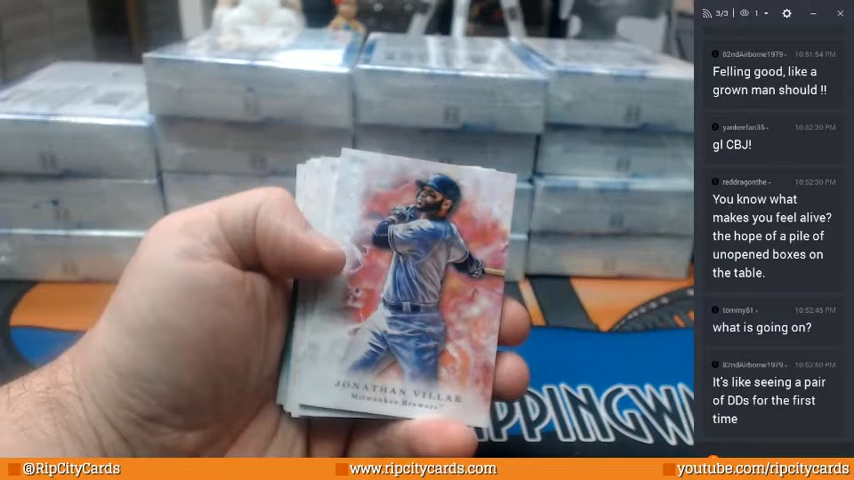 3/3 1
82ndAirborne1979 - 10:51:54 PM
Felling good, like a
grown man should !!
yankeefan35 - 10:52:20 PM
gl CBJ!
reddragonthe - 10:52:30 PM
You know what
makes you feel alive?
the hope of a pile of
unopened boxes on
the table.
tommy81 - 10:52:45 PM
what is going on?
82ndAirborne1979 - 10:52:50 PM
It's like seeing a pair
of DDs for the first
time
JONATHAN VILLAR
Milwaukee Brewers
IPPINGW
@RipCityCards
www.ripcitycards.com
youtube.com/ripcitycards